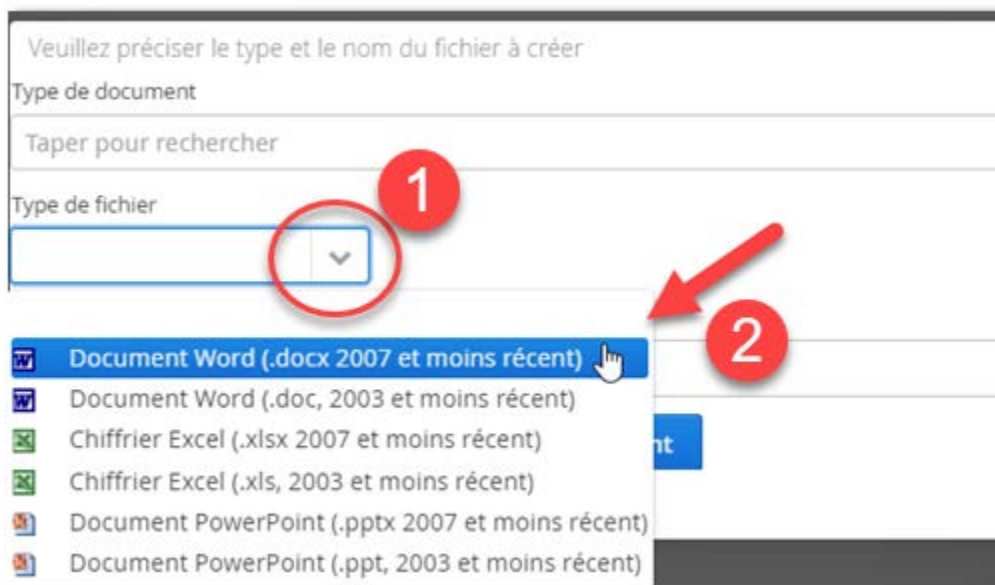 Veuillez préciser le type et le nom du fichier à créer
Type de document
Taper pour rechercher
1
Type de fichier
2
Document Word (.docx 2007 et moins récent)
Document Word (.doc, 2003 et moins récent)
Chiffrier Excel (.xlsx 2007 et moins récent)
nt
Chiffrier Excel (.xls, 2003 et moins récent)
Document PowerPoint (.pptx 2007 et moins récent)
Document PowerPoint (.ppt, 2003 et moins récent)